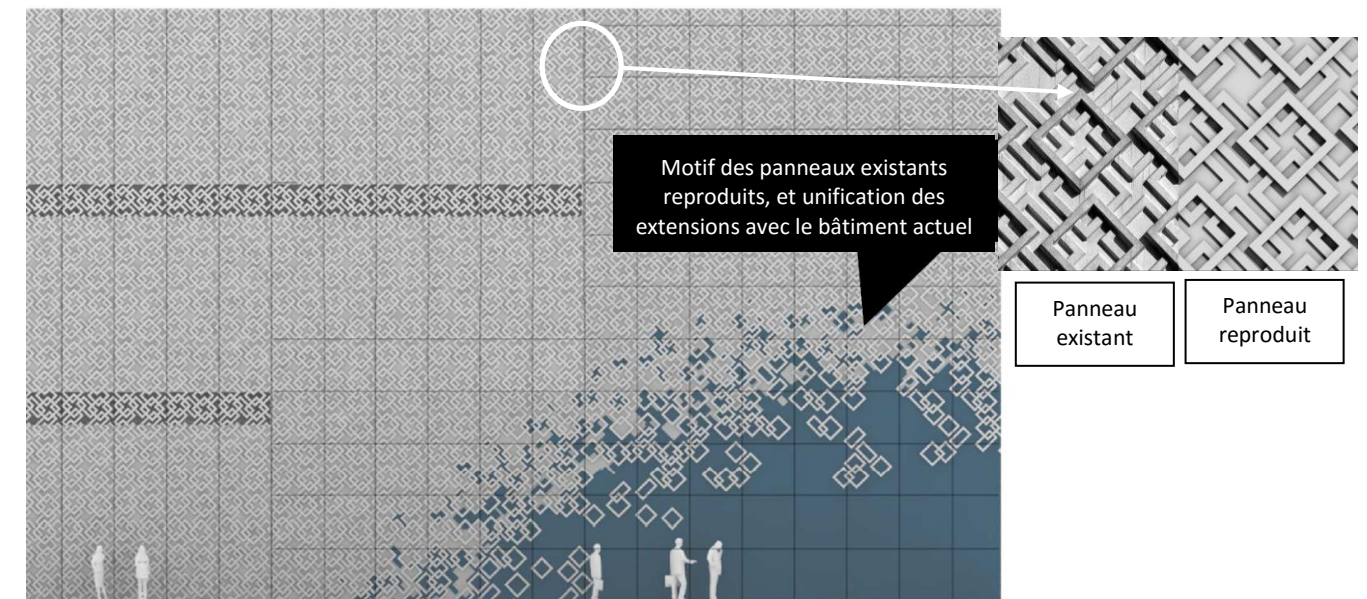 Motif des panneaux existants
reproduits, et unification des
extensions avec le bâtiment actuel
Panneau
existant
Panneau
reproduit